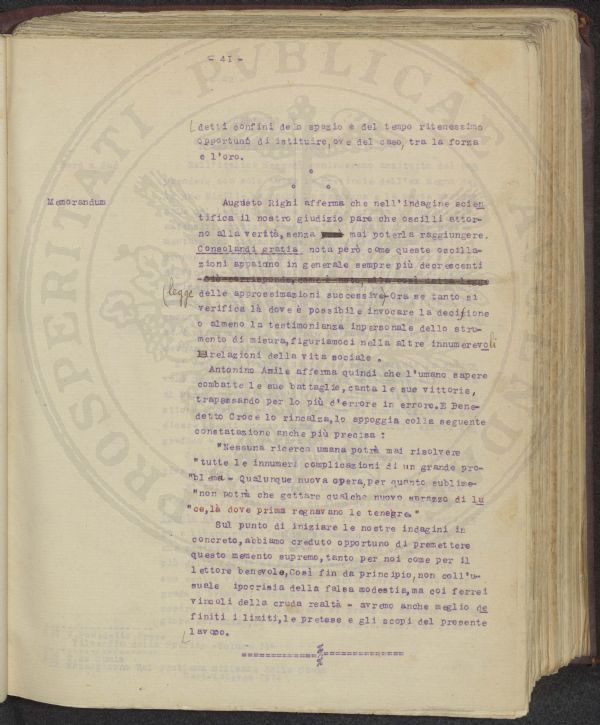 - 41 -
detti confini dello spazio e del tempo ritenessimo
opportuno di istituire, ove del caso, tra la forza
e l'oro.
o
o o
Memorandum
Augusto Righi afferma che nell'indagine scien
tifica il nostro giudizio pare che oscilli attor-
no alla verità, senza mai poterla raggiungere.
Consolandi gratia nota però come queste oscilla-
zioni appaiono in generale sempre più decrescenti
(legge
delle approssimazioni successive). Ora se tanto si
verifica là dove è possibile invocare la decisione
o almeno la testimonianza inpersonale dello stru-
mento di misura, figuriamoci nella altre innumerevoli
relazioni della vita sociale.
Antonino Anile afferma quindi che l'umano sapere
combatte le sue battaglie, canta le sue vittorie,
trapassando per lo più d'errore in errore. E Bene-
detto Croce lo rincalza, lo appoggia colla seguente
constatazione anche più precisa :
"Nessuna ricerca umana potrà mai risolvere
"tutte le innumeri complicazioni di un grande pro-
"blema - Qualunque nuova opera, per quanto sublime-
"non potrà che gettare qualche nuovo sprazzo di lu
"ce, là dove prima regnavano le tenebre."
Sul punto di iniziare le nostre indagini in
concreto, abbiamo creduto opportuno di premettere
questo memento supremo, tanto per noi come per il
lettore benevole, Così fin da principio, non coll'u-
suale ipocrisia della falsa modestia, ma coi ferrei
vincoli della cruda realtà - avremo anche meglio de
finiti i limiti, le pretese e gli scopi del presente
lavoro.
PROSPERITATI PVBLICAE